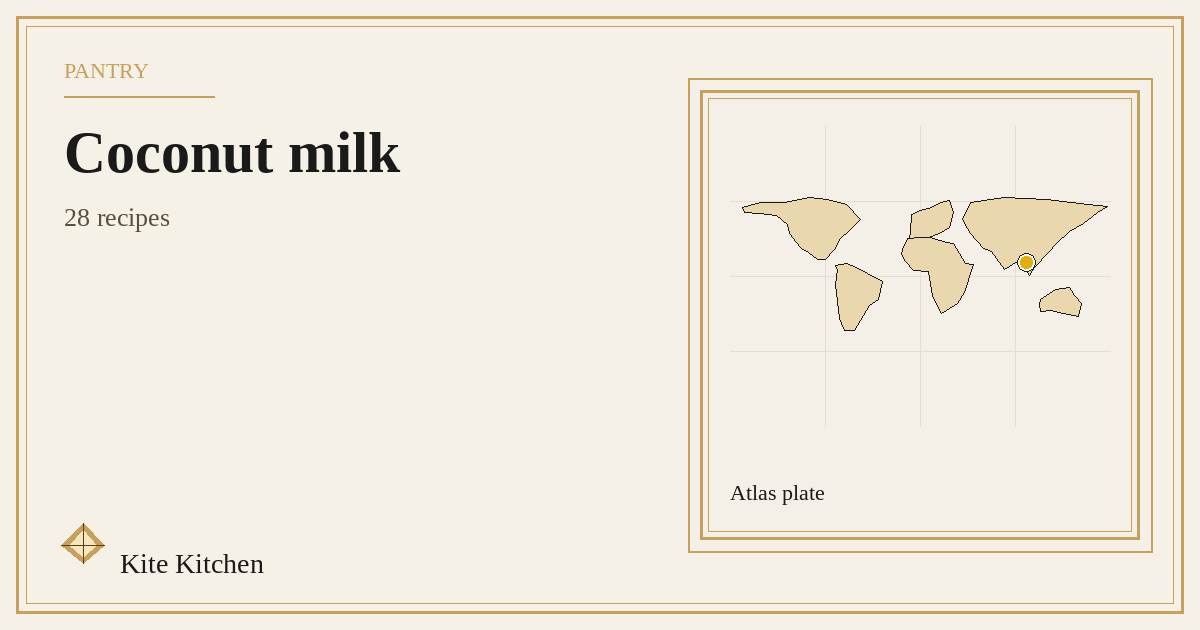 PANTRY
Coconut milk
28 recipes
Atlas plate
Kite Kitchen